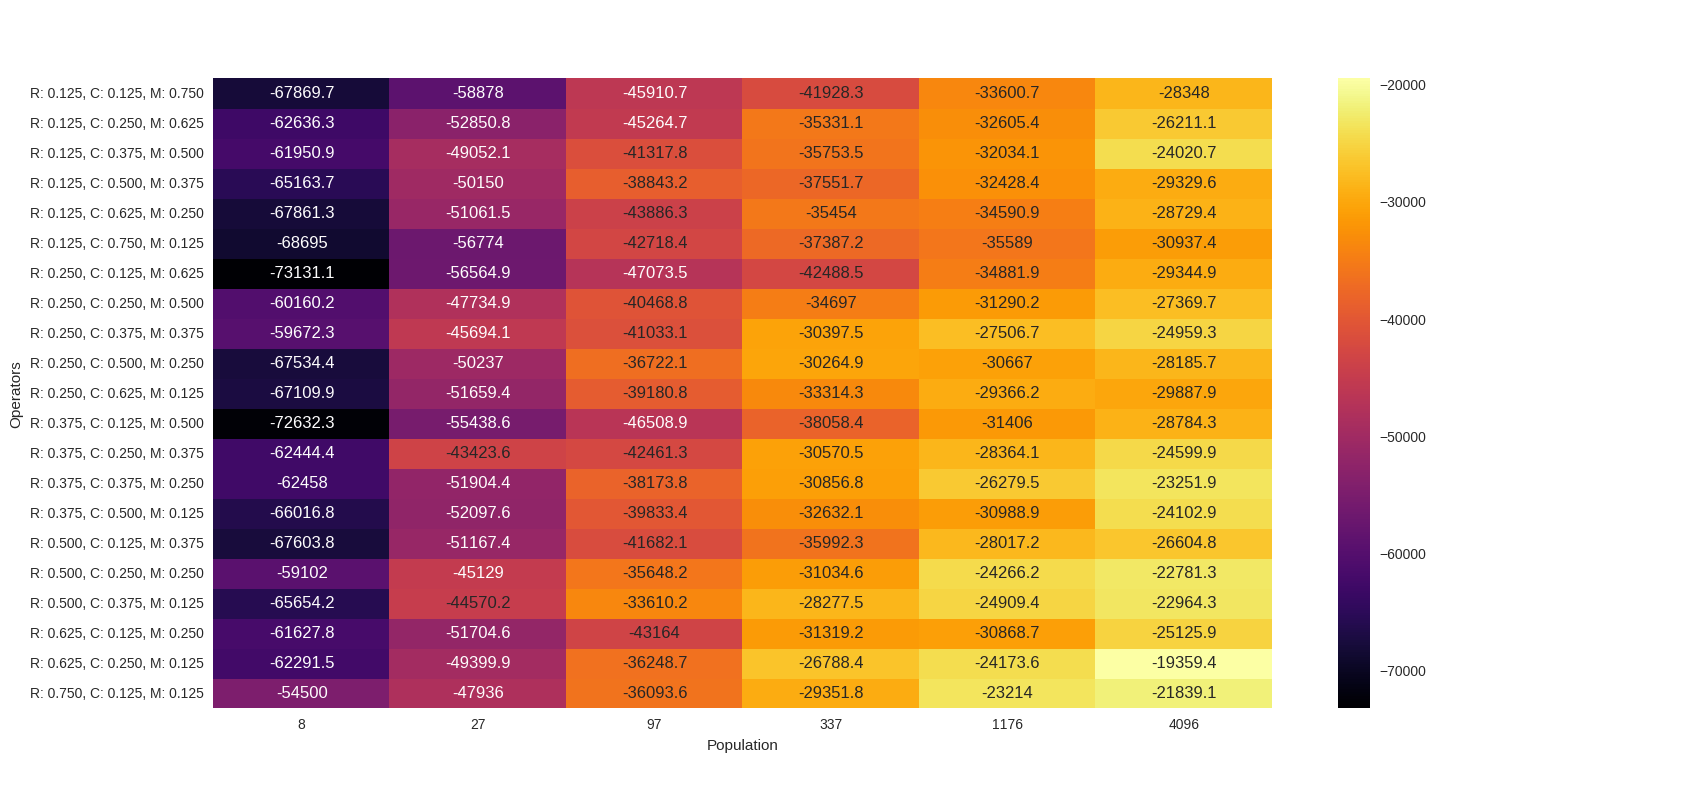 R: 0.125, C: 0.125, M: 0.750 -67869.7 -58878 -45910.7 -41928.3 -33600.7 -28348
R: 0.125, C: 0.250, M: 0.625 -62636.3 -52850.8 -45264.7 -35331.1 -32605.4 -26211.1
R: 0.125, C: 0.375, M: 0.500 -61950.9 -49052.1 -41317.8 -35753.5 -32034.1 -24020.7
R: 0.125, C: 0.500, M: 0.375 -65163.7 -50150 -38843.2 -37551.7 -32428.4 -29329.6
R: 0.125, C: 0.625, M: 0.250 -67861.3 -51061.5 -43886.3 -35454 -34590.9 -28729.4
R: 0.125, C: 0.750, M: 0.125 -68695 -56774 -42718.4 -37387.2 -35589 -30937.4
R: 0.250, C: 0.125, M: 0.625 -73131.1 -56564.9 -47073.5 -42488.5 -34881.9 -29344.9
R: 0.250, C: 0.250, M: 0.500 -60160.2 -47734.9 -40468.8 -34697 -31290.2 -27369.7
R: 0.250, C: 0.375, M: 0.375 -59672.3 -45694.1 -41033.1 -30397.5 -27506.7 -24959.3
R: 0.250, C: 0.500, M: 0.250 -67534.4 -50237 -36722.1 -30264.9 -30667 -28185.7
R: 0.250, C: 0.625, M: 0.125 -67109.9 -51659.4 -39180.8 -33314.3 -29366.2 -29887.9
R: 0.375, C: 0.125, M: 0.500 -72632.3 -55438.6 -46508.9 -38058.4 -31406 -28784.3
R: 0.375, C: 0.250, M: 0.375 -62444.4 -43423.6 -42461.3 -30570.5 -28364.1 -24599.9
R: 0.375, C: 0.375, M: 0.250 -62458 -51904.4 -38173.8 -30856.8 -26279.5 -23251.9
R: 0.375, C: 0.500, M: 0.125 -66016.8 -52097.6 -39833.4 -32632.1 -30988.9 -24102.9
R: 0.500, C: 0.125, M: 0.375 -67603.8 -51167.4 -41682.1 -35992.3 -28017.2 -26604.8
R: 0.500, C: 0.250, M: 0.250 -59102 -45129 -35648.2 -31034.6 -24266.2 -22781.3
R: 0.500, C: 0.375, M: 0.125 -65654.2 -44570.2 -33610.2 -28277.5 -24909.4 -22964.3
R: 0.625, C: 0.125, M: 0.250 -61627.8 -51704.6 -43164 -31319.2 -30868.7 -25125.9
R: 0.625, C: 0.250, M: 0.125 -62291.5 -49399.9 -36248.7 -26788.4 -24173.6 -19359.4
R: 0.750, C: 0.125, M: 0.125 -54500 -47936 -36093.6 -29351.8 -23214 -21839.1
8 27 97 337 1176 4096
Population
Operators
−20000
−30000
−40000
−50000
−60000
−70000